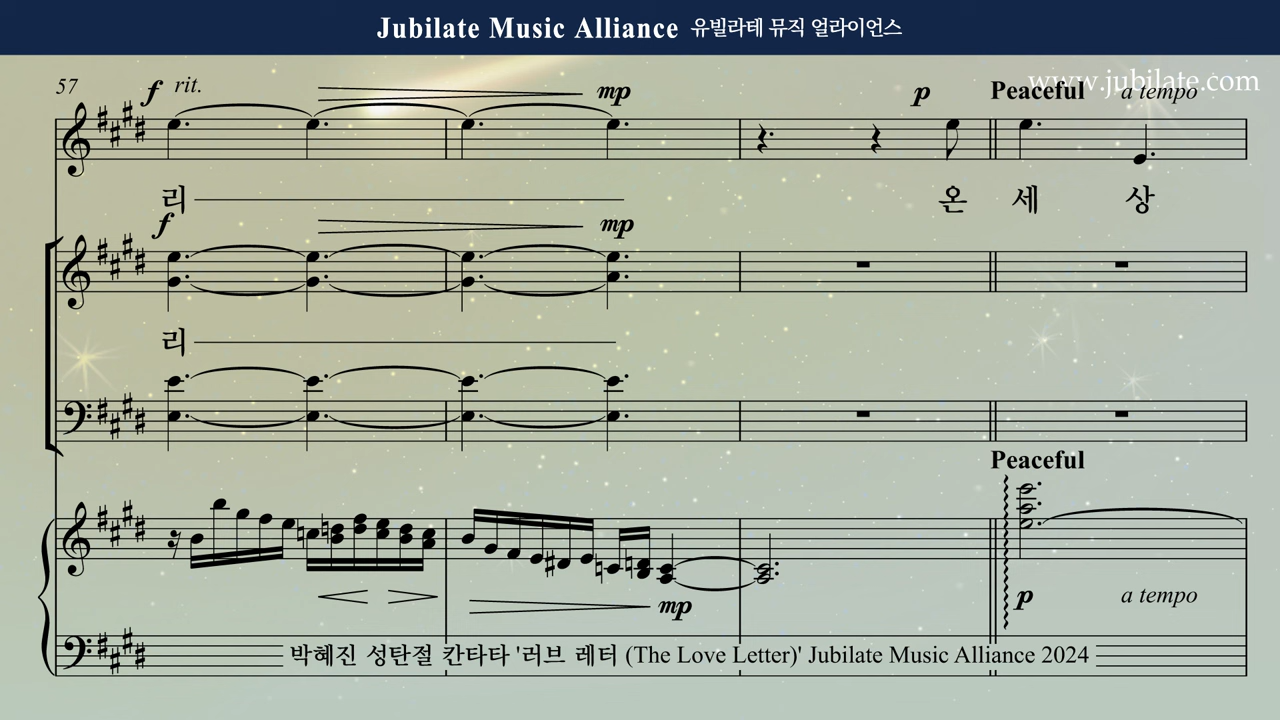 Jubilate Music Alliance 유빌라테 뮤직 얼라이언스
www.jubilate.com
57 f rit. mp p Peaceful a tempo
리 온 세 상
f mp
리
Peaceful
mp p a tempo
박혜진 성탄절 칸타타 '러브 레터 (The Love Letter)' Jubilate Music Alliance 2024